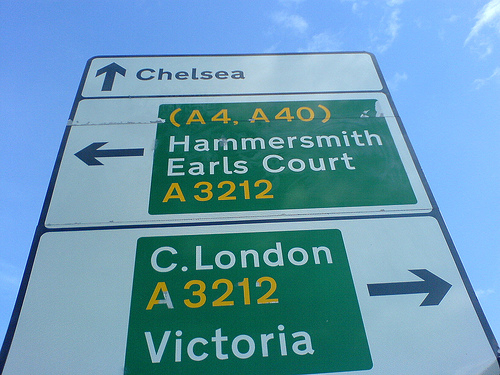 Chelsea
(A4, A40)
Hammersmith
Earls Court
A 3212
C. London
A 3212
Victoria